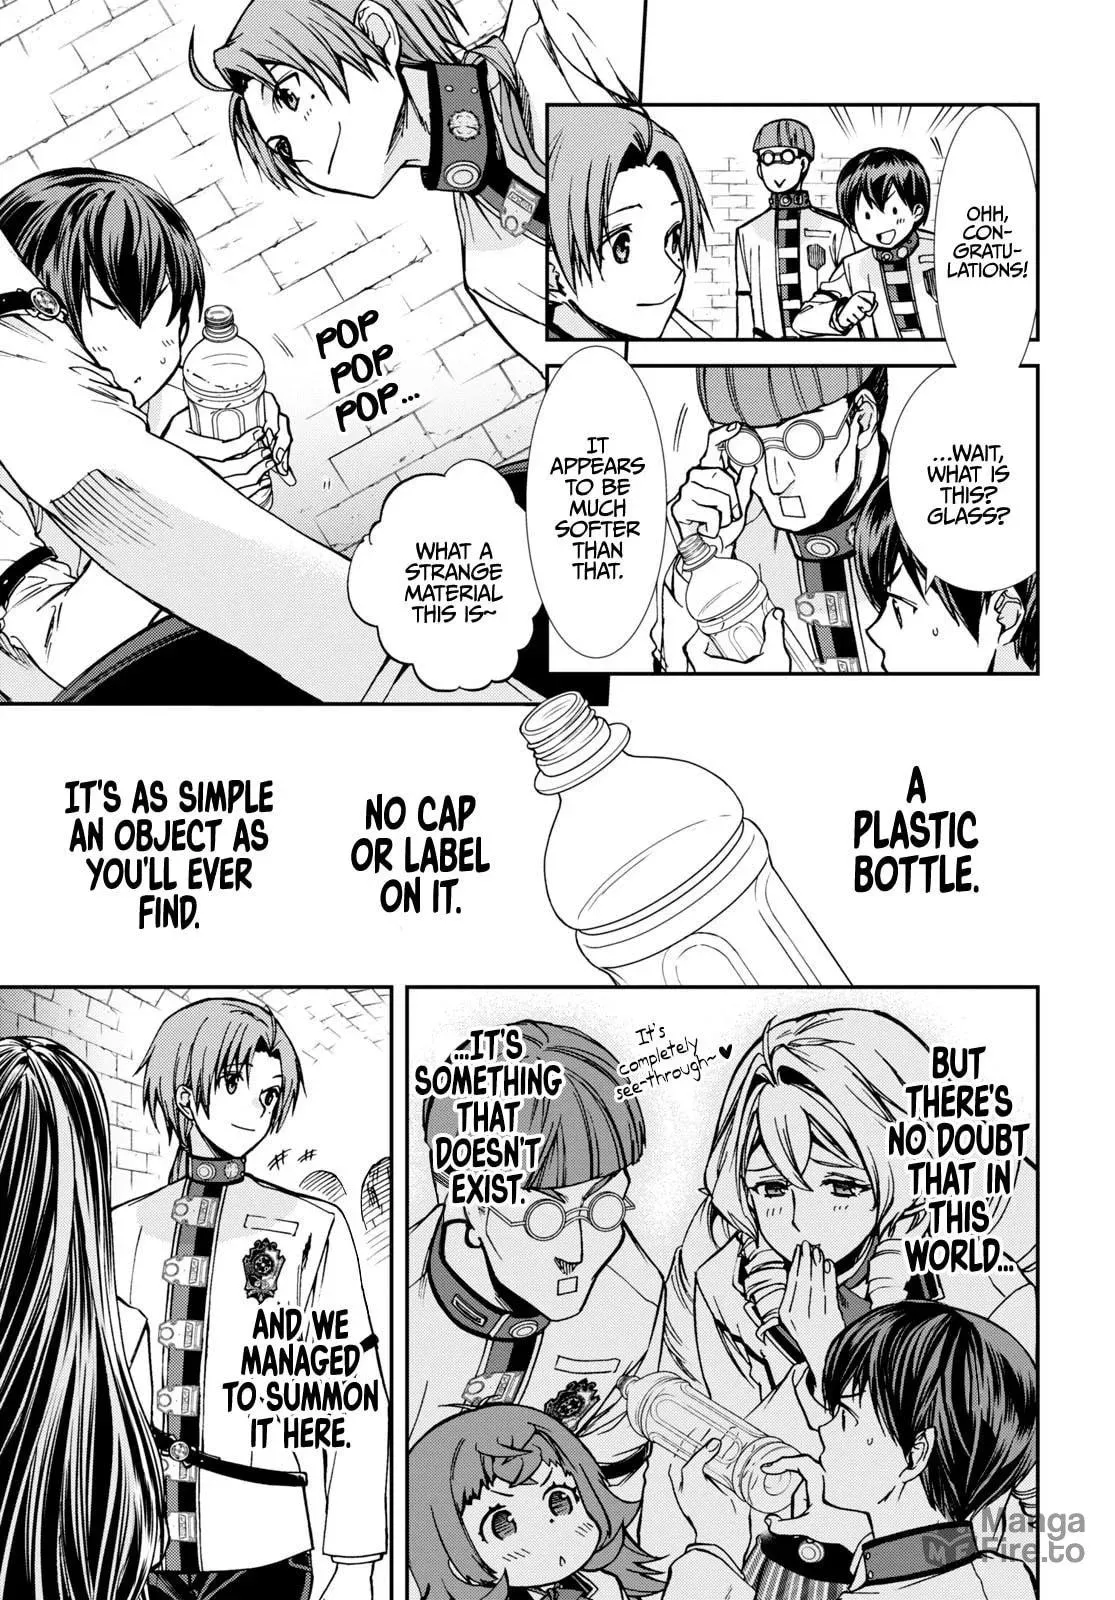 OHH,
CON-
GRATU-
LATIONS!
...WAIT,
WHAT IS
THIS?
GLASS?
IT
APPEARS
TO BE
MUCH
SOFTER
THAN
THAT.
POP
POP
POP...
WHAT A
STRANGE
MATERIAL
THIS IS~
A
PLASTIC
BOTTLE.
NO CAP
OR LABEL
ON IT.
IT'S AS SIMPLE
AN OBJECT AS
YOU'LL EVER
FIND.
BUT
THERE'S
NO DOUBT
THAT IN
THIS
WORLD...
It's
completely
see-through~♥
...IT'S
SOMETHING
THAT
DOESN'T
EXIST.
AND WE
MANAGED
TO SUMMON
IT HERE.
Manga
Fire.to